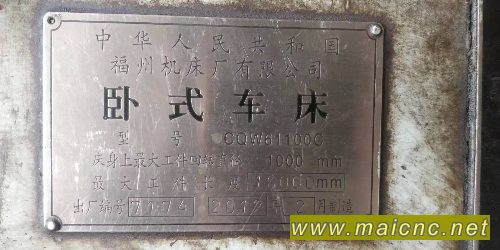 中华人民共和国
福州机床厂有限公司
卧式车床
型号 CQW61100C
床身上最大工件回转直径 1000 mm
最大工件长度 mm
出厂编号 2012年2月制造
www.maicnc.net